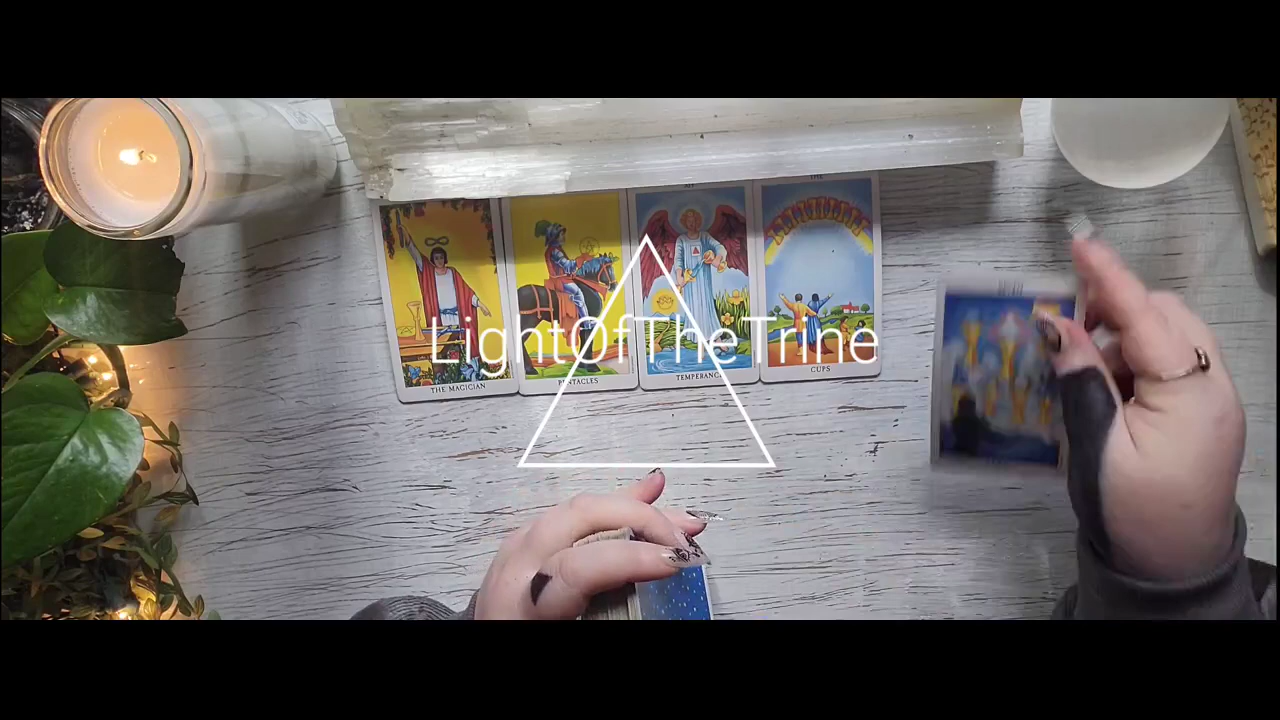 LightOfTheTrine
THE MAGICIAN
PENTACLES
TEMPERANCE
CUPS